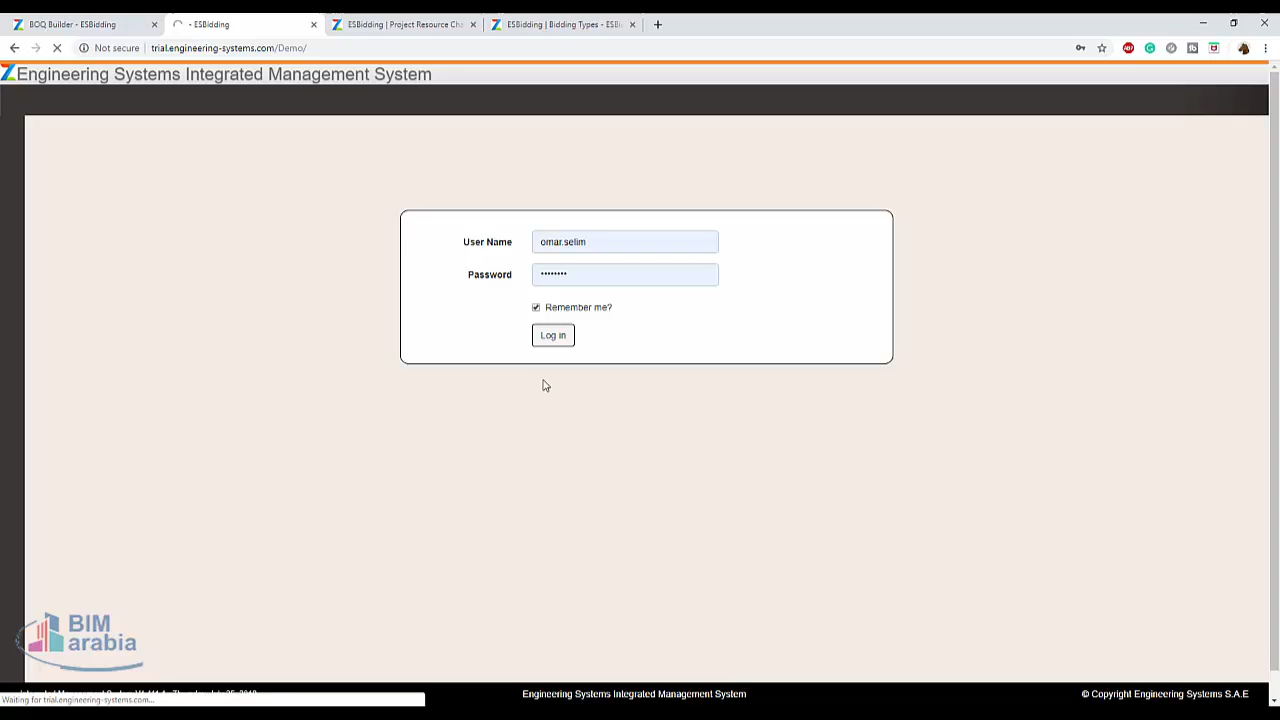 BOQ Builder - ESBidding
- ESBidding
ESBidding | Project Resource Cha
ESBidding | Bidding Types - ESBi
Not secure | trial.engineering-systems.com/Demo/
Engineering Systems Integrated Management System
User Name
omar.selim
Password
••••••••
Remember me?
Log in
BIM
arabia
Waiting for trial.engineering-systems.com...
Engineering Systems Integrated Management System
© Copyright Engineering Systems S.A.E